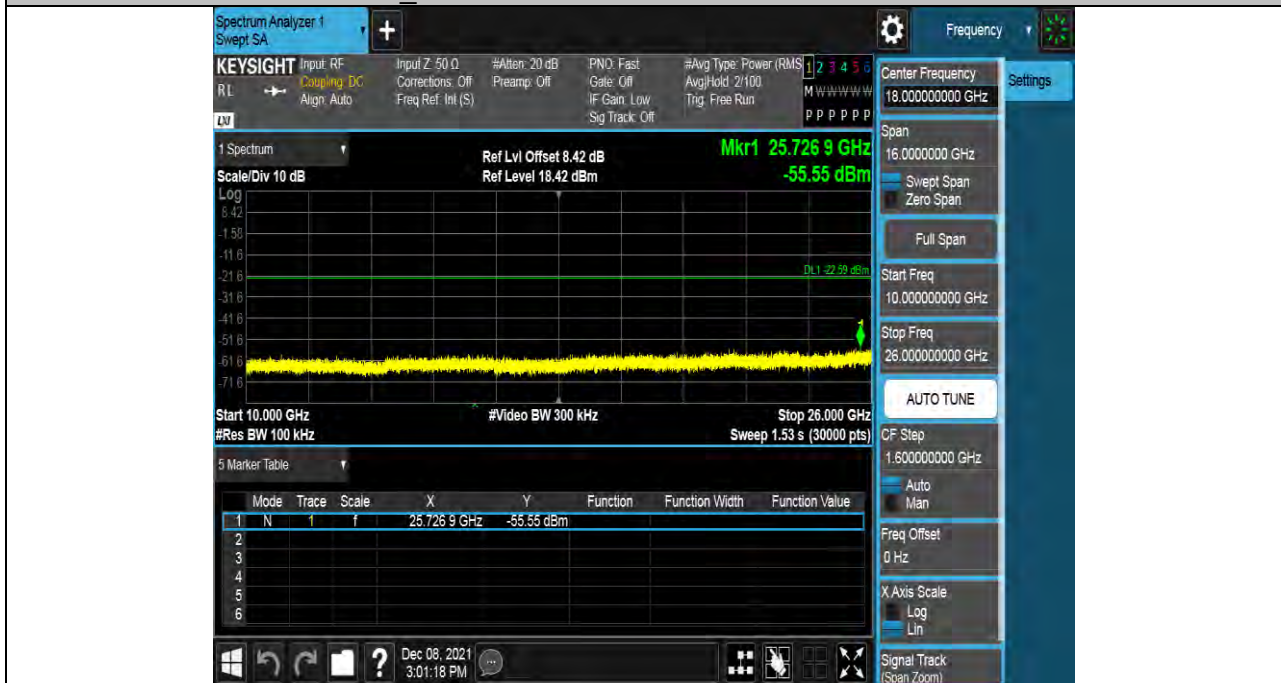 Spectrum Analyzer 1
Swept SA
Frequency
KEYSIGHT
RL
LXI
Input: RF
Coupling: DC
Align: Auto
Input Z: 50 Ω
Corrections: Off
Freq Ref: Int (S)
#Atten: 20 dB
Preamp: Off
PNO: Fast
Gate: Off
IF Gain: Low
Sig Track: Off
#Avg Type: Power (RMS
Avg|Hold: 2/100
Trig: Free Run
1 2 3 4 5 6
M W W W W W
P P P P P P
1 Spectrum
Scale/Div 10 dB
Ref Lvl Offset 8.42 dB
Ref Level 18.42 dBm
Mkr1 25.726 9 GHz
-55.55 dBm
Log
8.42
-1.58
-11.6
-21.6
-31.6
-41.6
-51.6
-61.6
-71.6
DL1 -22.59 dBm
1
Start 10.000 GHz
#Video BW 300 kHz
Stop 26.000 GHz
#Res BW 100 kHz
Sweep 1.53 s (30000 pts)
5 Marker Table
Mode Trace Scale X Y Function Function Width Function Value
1 N 1 f 25.726 9 GHz -55.55 dBm
2
3
4
5
6
?
Dec 08, 2021
3:01:18 PM
Center Frequency
18.000000000 GHz
Settings
Span
16.0000000 GHz
Swept Span
Zero Span
Full Span
Start Freq
10.000000000 GHz
Stop Freq
26.000000000 GHz
AUTO TUNE
CF Step
1.600000000 GHz
Auto
Man
Freq Offset
0 Hz
X Axis Scale
Log
Lin
Signal Track
(Span Zoom)